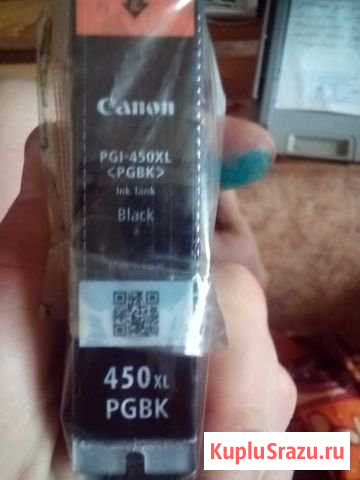 Canon
PGI-450XL
<PGBK>
Ink tank
Black
450 XL
PGBK
KupluSrazu.ru